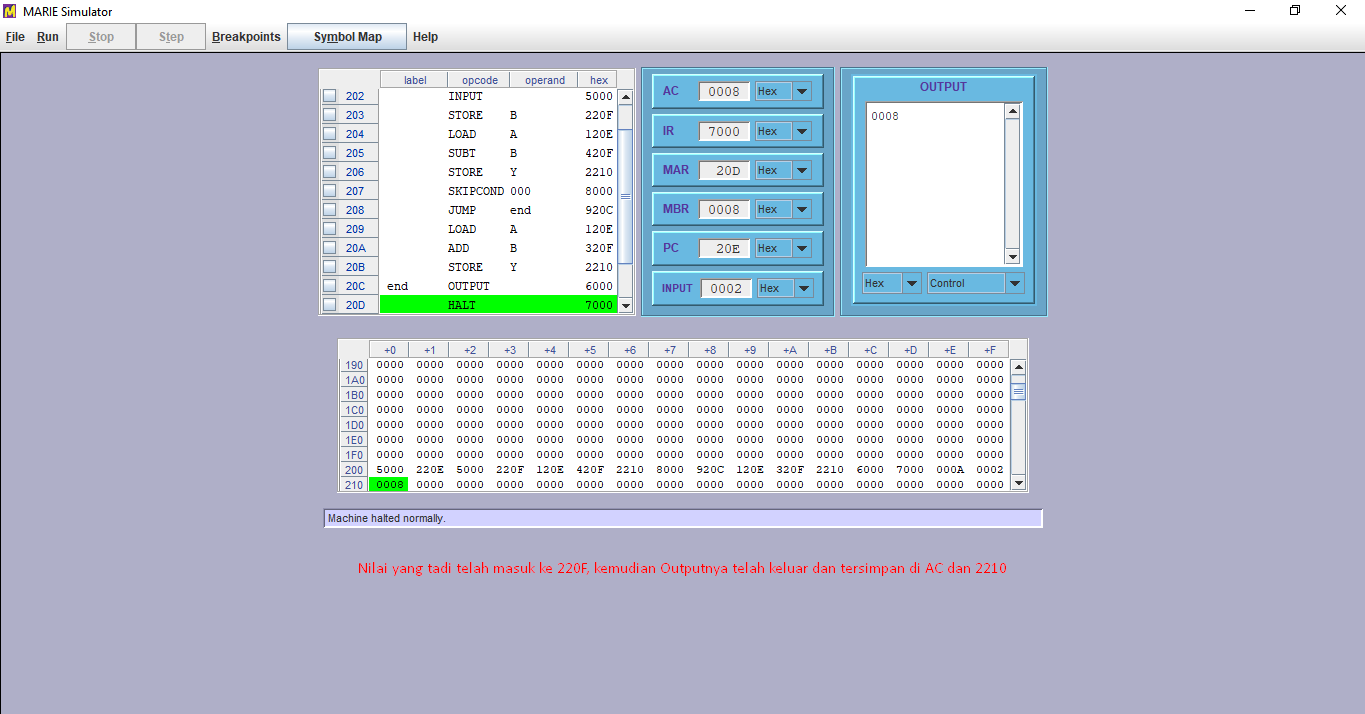 MARIE Simulator
File Run Stop Step Breakpoints Symbol Map Help
label opcode operand hex
202 INPUT 5000
203 STORE B 220F
204 LOAD A 120E
205 SUBT B 420F
206 STORE Y 2210
207 SKIPCOND 000 8000
208 JUMP end 920C
209 LOAD A 120E
20A ADD B 320F
20B STORE Y 2210
20C end OUTPUT 6000
20D HALT 7000
AC 0008 Hex
IR 7000 Hex
MAR 20D Hex
MBR 0008 Hex
PC 20E Hex
INPUT 0002 Hex
OUTPUT
0008
Hex Control
+0 +1 +2 +3 +4 +5 +6 +7 +8 +9 +A +B +C +D +E +F
190 0000 0000 0000 0000 0000 0000 0000 0000 0000 0000 0000 0000 0000 0000 0000 0000
1A0 0000 0000 0000 0000 0000 0000 0000 0000 0000 0000 0000 0000 0000 0000 0000 0000
1B0 0000 0000 0000 0000 0000 0000 0000 0000 0000 0000 0000 0000 0000 0000 0000 0000
1C0 0000 0000 0000 0000 0000 0000 0000 0000 0000 0000 0000 0000 0000 0000 0000 0000
1D0 0000 0000 0000 0000 0000 0000 0000 0000 0000 0000 0000 0000 0000 0000 0000 0000
1E0 0000 0000 0000 0000 0000 0000 0000 0000 0000 0000 0000 0000 0000 0000 0000 0000
1F0 0000 0000 0000 0000 0000 0000 0000 0000 0000 0000 0000 0000 0000 0000 0000 0000
200 5000 220E 5000 220F 120E 420F 2210 8000 920C 120E 320F 2210 6000 7000 000A 0002
210 0008 0000 0000 0000 0000 0000 0000 0000 0000 0000 0000 0000 0000 0000 0000 0000
Machine halted normally.
Nilai yang tadi telah masuk ke 220F, kemudian Outputnya telah keluar dan tersimpan di AC dan 2210